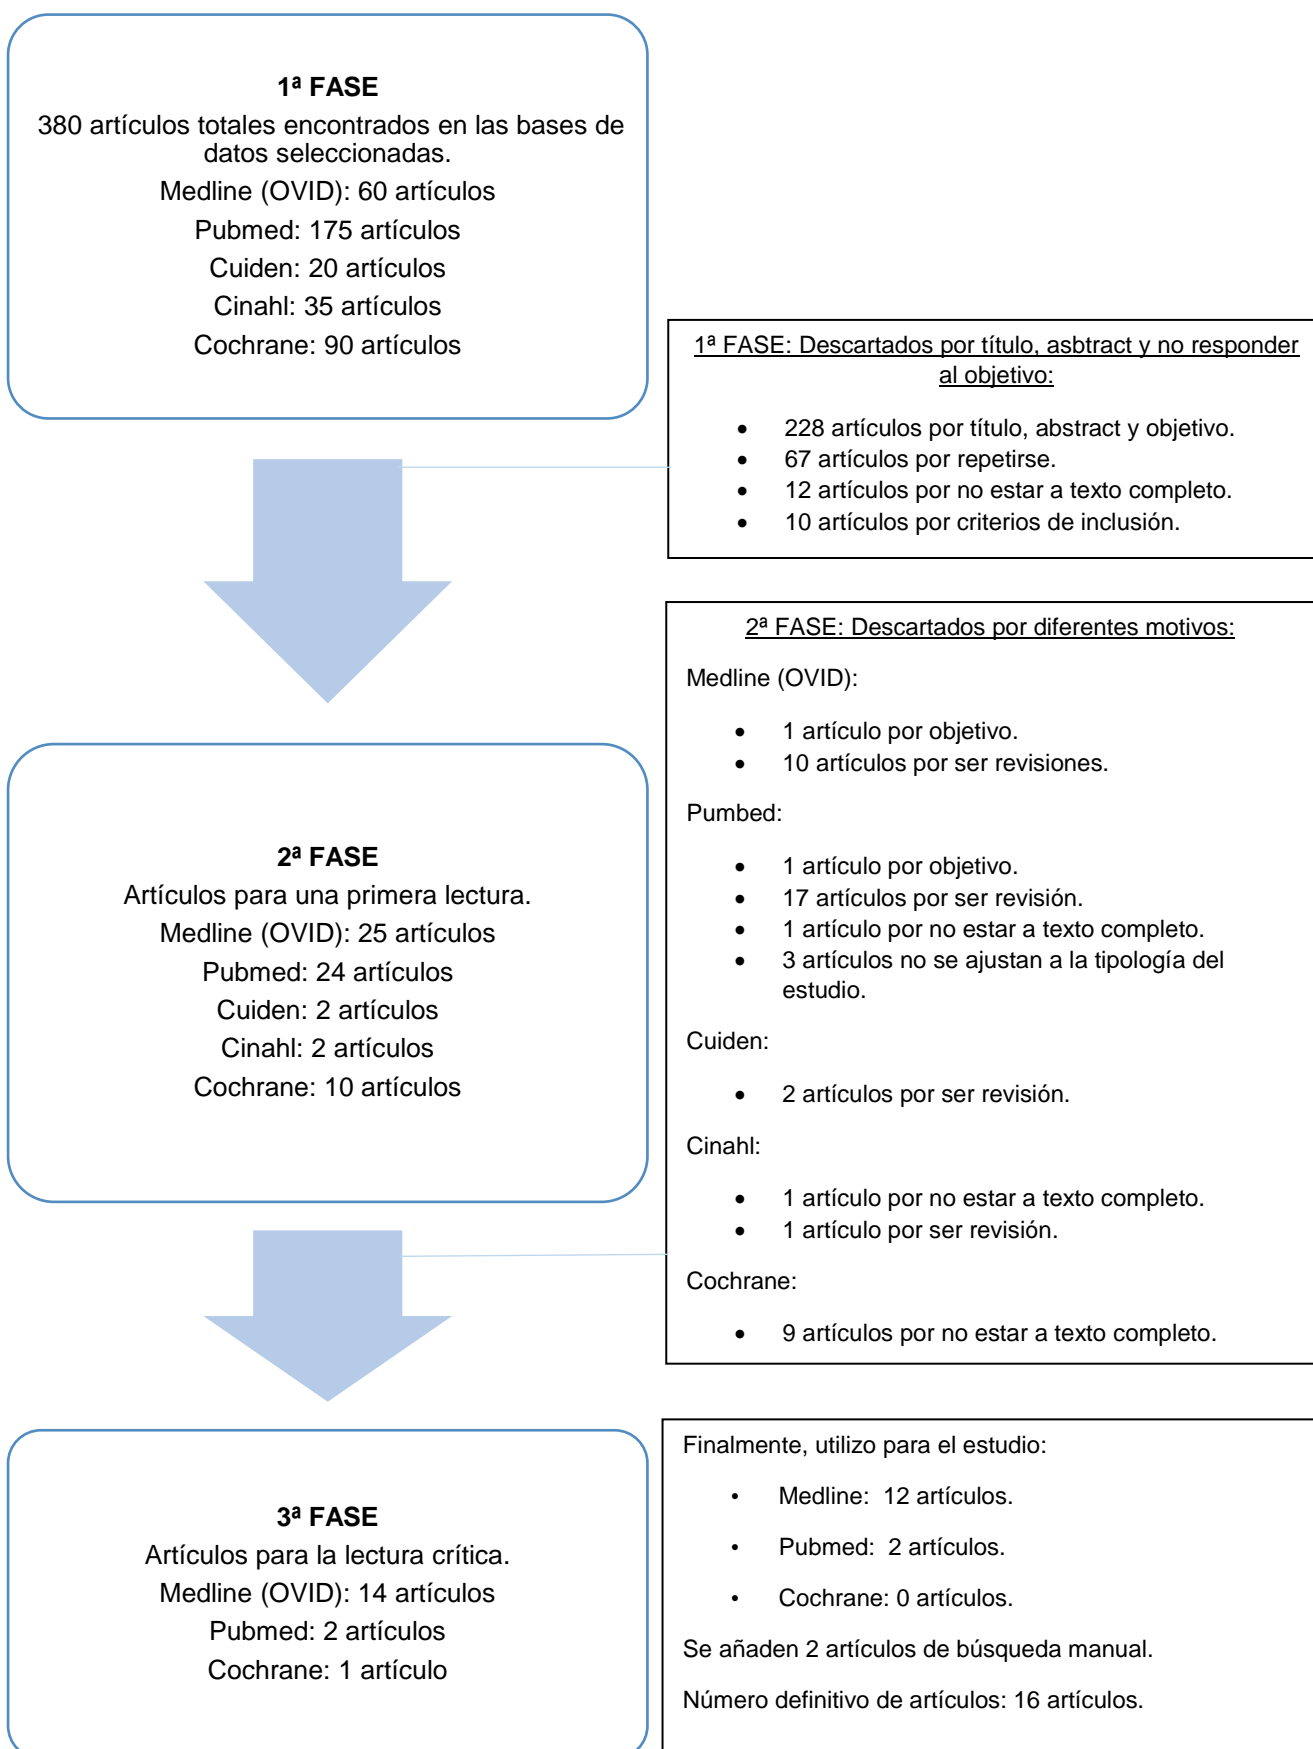 1ª FASE
380 artículos totales encontrados en las bases de
datos seleccionadas.
Medline (OVID): 60 artículos
Pubmed: 175 artículos
Cuiden: 20 artículos
Cinahl: 35 artículos
Cochrane: 90 artículos
1ª FASE: Descartados por título, asbtract y no responder
al objetivo:
• 228 artículos por título, abstract y objetivo.
• 67 artículos por repetirse.
• 12 artículos por no estar a texto completo.
• 10 artículos por criterios de inclusión.
2ª FASE
Artículos para una primera lectura.
Medline (OVID): 25 artículos
Pubmed: 24 artículos
Cuiden: 2 artículos
Cinahl: 2 artículos
Cochrane: 10 artículos
2ª FASE: Descartados por diferentes motivos:
Medline (OVID):
• 1 artículo por objetivo.
• 10 artículos por ser revisiones.
Pumbed:
• 1 artículo por objetivo.
• 17 artículos por ser revisión.
• 1 artículo por no estar a texto completo.
• 3 artículos no se ajustan a la tipología del
estudio.
Cuiden:
• 2 artículos por ser revisión.
Cinahl:
• 1 artículo por no estar a texto completo.
• 1 artículo por ser revisión.
Cochrane:
• 9 artículos por no estar a texto completo.
3ª FASE
Artículos para la lectura crítica.
Medline (OVID): 14 artículos
Pubmed: 2 artículos
Cochrane: 1 artículo
Finalmente, utilizo para el estudio:
• Medline: 12 artículos.
• Pubmed: 2 artículos.
• Cochrane: 0 artículos.
Se añaden 2 artículos de búsqueda manual.
Número definitivo de artículos: 16 artículos.